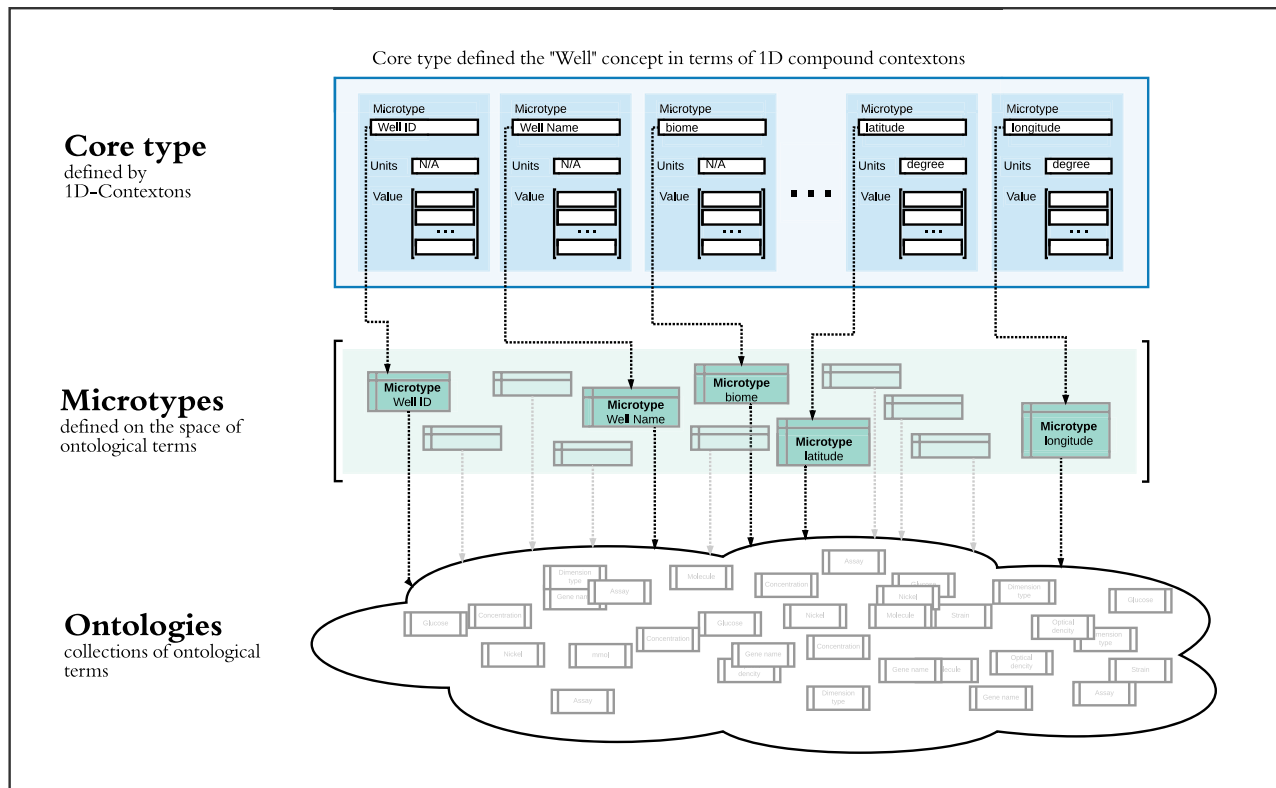 Core type defined the "Well" concept in terms of 1D compound contextons
Core type
defined by
1D-Contextons
Microtype
Well ID
Units
N/A
Value
...
Microtype
Well Name
Units
N/A
Value
...
Microtype
biome
Units
N/A
Value
...
...
Microtype
latitude
Units
degree
Value
...
Microtype
longitude
Units
degree
Value
...
Microtypes
defined on the space of
ontological terms
Microtype
Well ID
Microtype
Well Name
Microtype
biome
Microtype
latitude
Microtype
longitude
Ontologies
collections of ontological
terms
Assay
Dimension
type
Gene name
Assay
Molecule
Concentration
Glucose
Nickel
Dimension
type
Glucose
Glucose
Concentration
Concentration
Glucose
Nickel
Molecule
Strain
Optical
dencity
Dimension
type
Nickel
Gene name
dencity
Concentration
Gene name
Optical
dencity
Strain
Assay
Dimension
type
Gene name
Assay